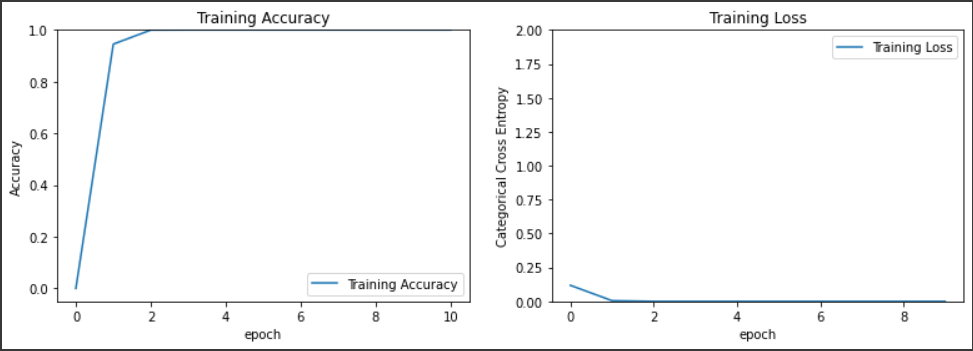 Training Accuracy
1.0
0.8
0.6
0.4
0.2
0.0
Accuracy
Training Accuracy
0 2 4 6 8 10
epoch
Training Loss
2.00
1.75
1.50
1.25
1.00
0.75
0.50
0.25
0.00
Categorical Cross Entropy
Training Loss
0 2 4 6 8
epoch